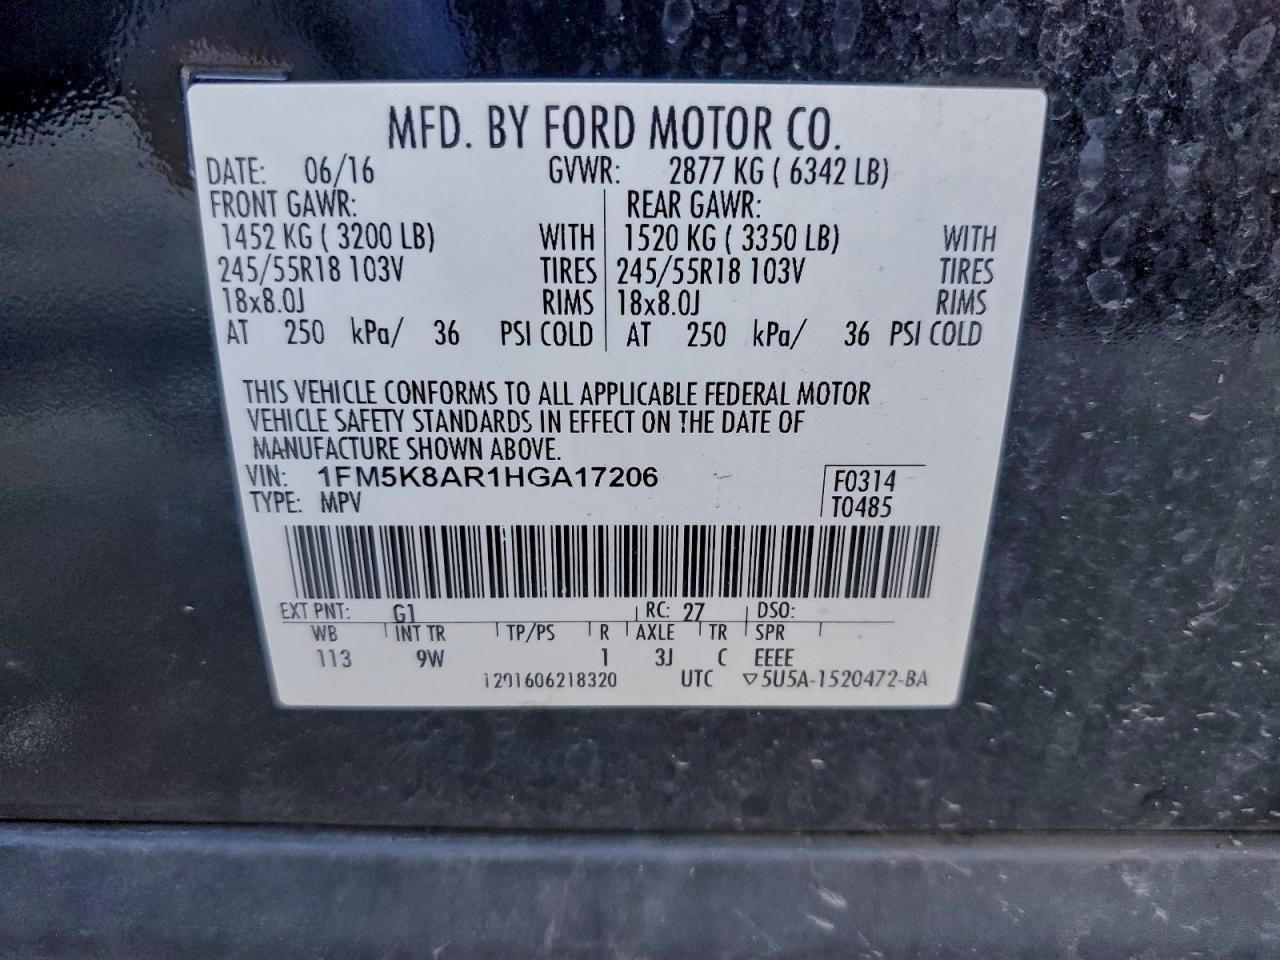 MFD. BY FORD MOTOR CO.
DATE: 06/16 GVWR: 2877 KG ( 6342 LB)
FRONT GAWR: REAR GAWR:
1452 KG ( 3200 LB) WITH 1520 KG ( 3350 LB) WITH
245/55R18 103V TIRES 245/55R18 103V TIRES
18x8.0J RIMS 18x8.0J RIMS
AT 250 kPa/ 36 PSI COLD AT 250 kPa/ 36 PSI COLD
THIS VEHICLE CONFORMS TO ALL APPLICABLE FEDERAL MOTOR
VEHICLE SAFETY STANDARDS IN EFFECT ON THE DATE OF
MANUFACTURE SHOWN ABOVE.
VIN: 1FM5K8AR1HGA17206 F0314
TYPE: MPV T0485
EXT PNT: G1 RC: 27 DSO:
WB INT TR TP/PS R AXLE TR SPR
113 9W 1 3J C EEEE
UTC ▽5U5A-1520472-BA